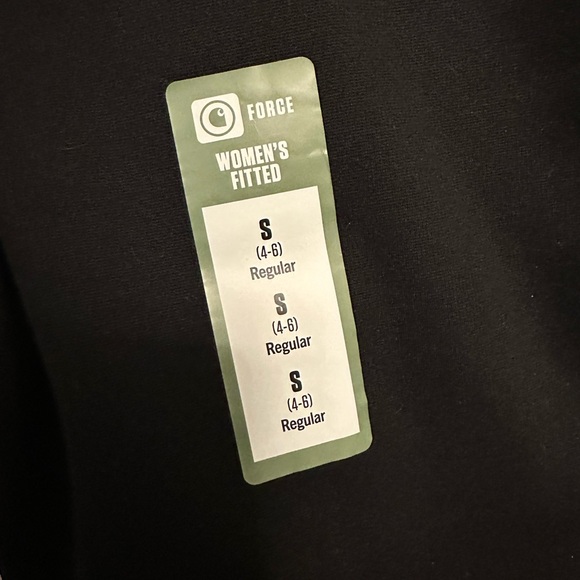 FORCE
WOMEN'S
FITTED
S
(4-6)
Regular
S
(4-6)
Regular
S
(4-6)
Regular